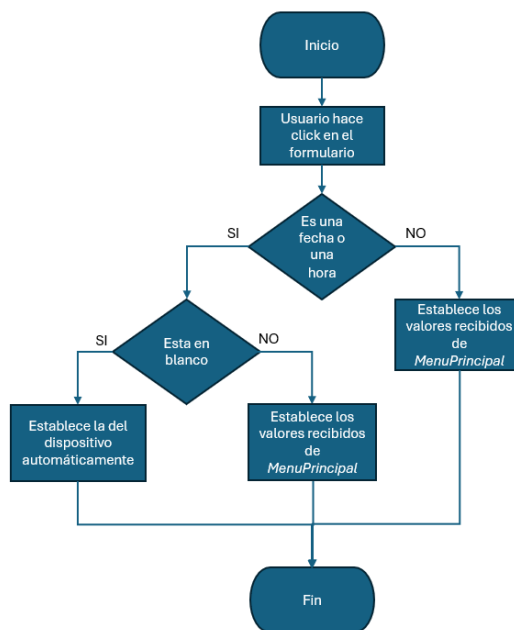 Inicio
Usuario hace
click en el
formulario
Es una
fecha o
una
hora
SI
NO
Establece los
valores recibidos
de
MenuPrincipal
Esta en
blanco
SI
NO
Establece la del
dispositivo
automáticamente
Establece los
valores recibidos
de
MenuPrincipal
Fin